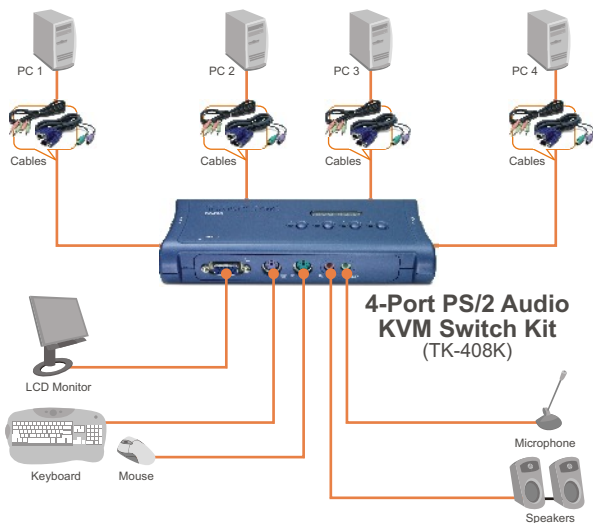 PC 1
PC 2
PC 3
PC 4
Cables
Cables
Cables
Cables
4-Port PS/2 Audio
KVM Switch Kit
(TK-408K)
LCD Monitor
Keyboard
Mouse
Microphone
Speakers